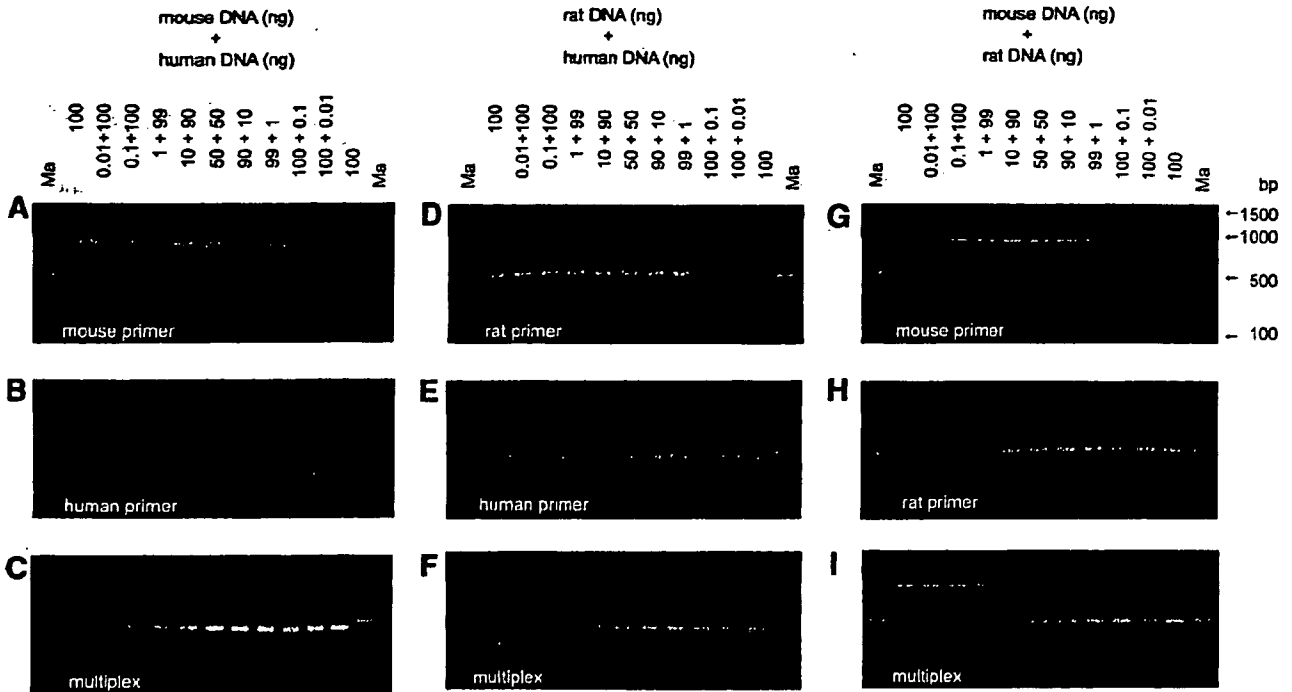 mouse DNA (ng)
+
human DNA (ng)
rat DNA (ng)
+
human DNA (ng)
mouse DNA (ng)
+
rat DNA (ng)
Ma
100
0.01+100
0.1+100
1 + 99
10 + 90
50 + 50
90 + 10
99 + 1
100 + 0.1
100 + 0.01
100
Ma
Ma
100
0.01+100
0.1+100
1 + 99
10 + 90
50 + 50
90 + 10
99 + 1
100 + 0.1
100 + 0.01
100
Ma
Ma
100
0.01+100
0.1+100
1 + 99
10 + 90
50 + 50
90 + 10
99 + 1
100 + 0.1
100 + 0.01
100
Ma
bp
A
mouse primer
D
rat primer
G
mouse primer
←1500
←1000
← 500
← 100
B
human primer
E
human primer
H
rat primer
C
multiplex
F
multiplex
I
multiplex